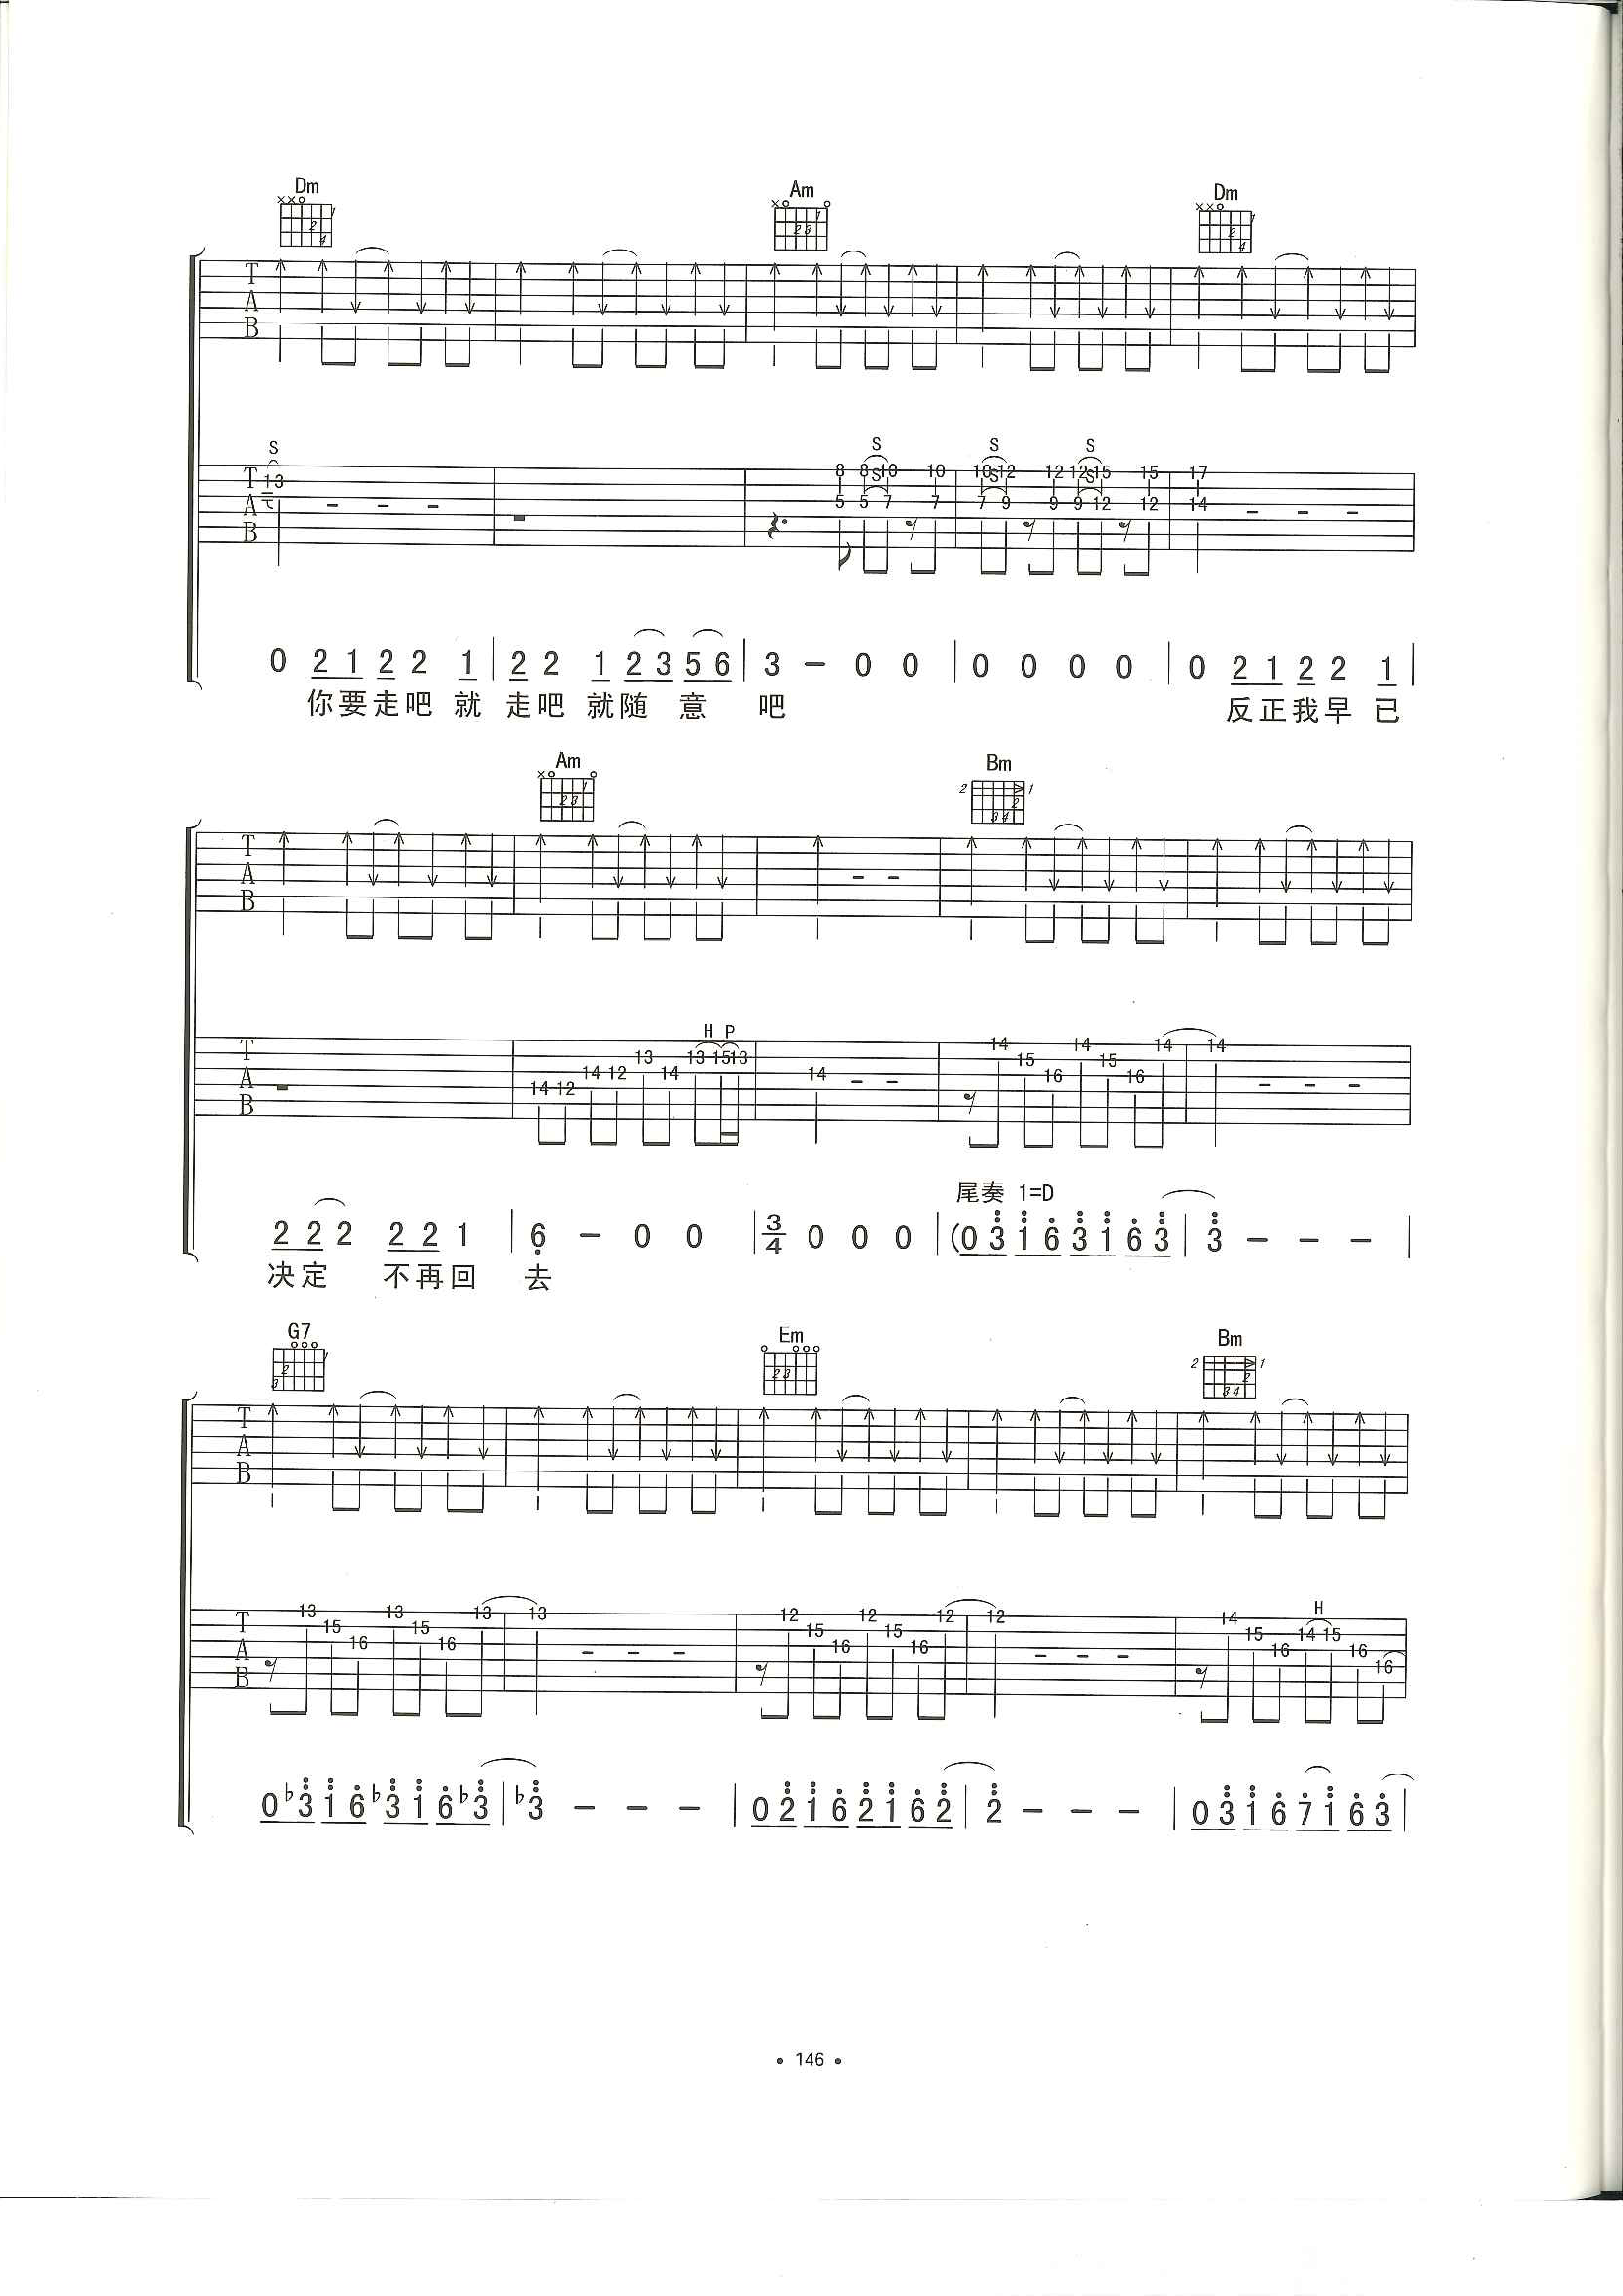 Dm Am Dm
T A B
S S S S
T 13 8 8 S 10 10 10 S 12 12 12 S 15 15 17
A 5 5 7 7 7 9 9 9 12 12 14
B
0 2 1 2 2 1 | 2 2 1 2 3 5 6 | 3 – 0 0 | 0 0 0 0 | 0 2 1 2 2 1 |
你要走吧 就 走吧 就随 意 吧 反正我早 已
Am Bm
2 1
T A B
H P
T A B 14 12 14 12 13 14 13 15 13 14 14 15 16 14 15 16 14 14
尾奏 1=D
2 2 2 2 2 1 | 6 – 0 0 | 3/4 0 0 0 | (0 3 1 6 3 1 6 3 | 3 – – – |
决定 不再回 去
G7 Em Bm
2 1
T A B
H
T A B 13 15 16 13 15 16 13 13 12 15 16 12 15 16 12 12 14 15 16 14 15 16 16
0 ♭3 1 6 ♭3 1 6 ♭3 | ♭3 – – – | 0 2 1 6 2 1 6 2 | 2 – – – | 0 3 1 6 7 1 6 3 |
• 146 •